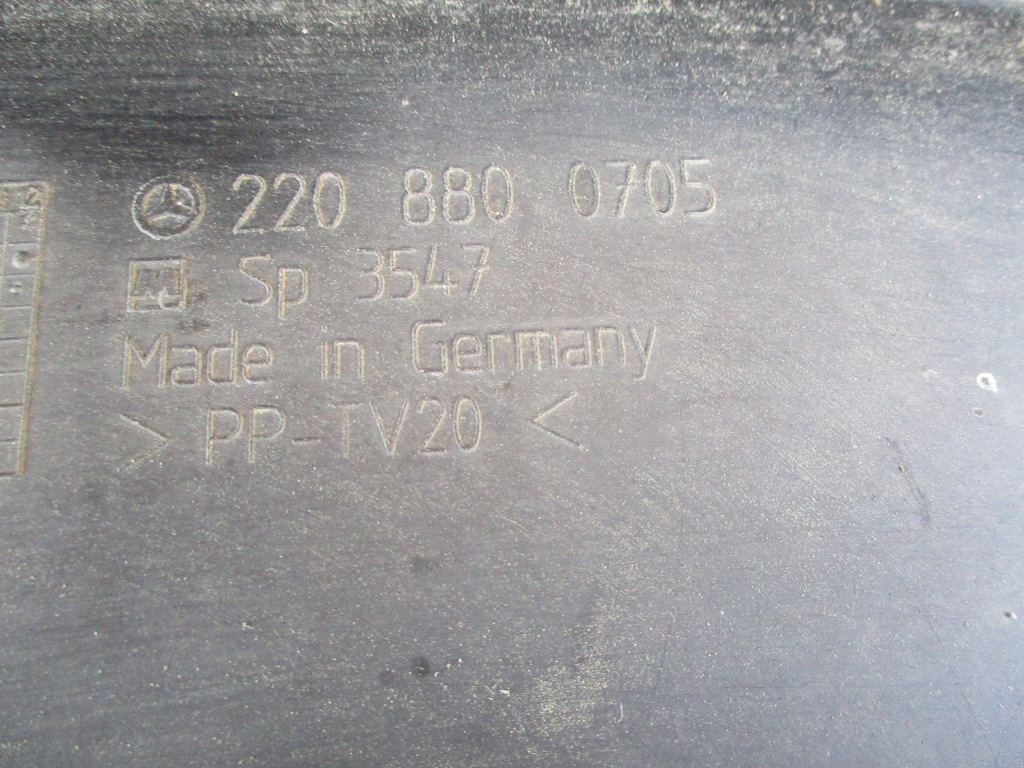 220 880 0705
Sp 3547
Made in Germany
> PP-TV20 <